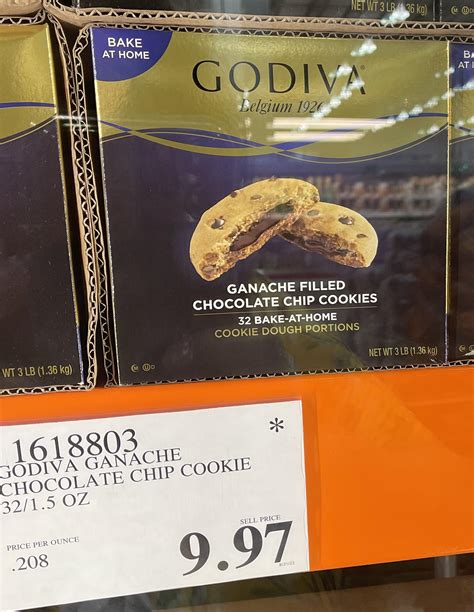 NET WT 3 LB (1.36 kg)
BAKE
AT HOME
GODIVA
Belgium 1926
GANACHE FILLED
CHOCOLATE CHIP COOKIES
32 BAKE-AT-HOME
COOKIE DOUGH PORTIONS
NET WT 3 LB (1.36 kg)
WT 3 LB (1.36 kg)
1618803
*
GODIVA GANACHE
CHOCOLATE CHIP COOKIE
32/1.5 OZ
PRICE PER OUNCE
.208
SELL PRICE
9.97